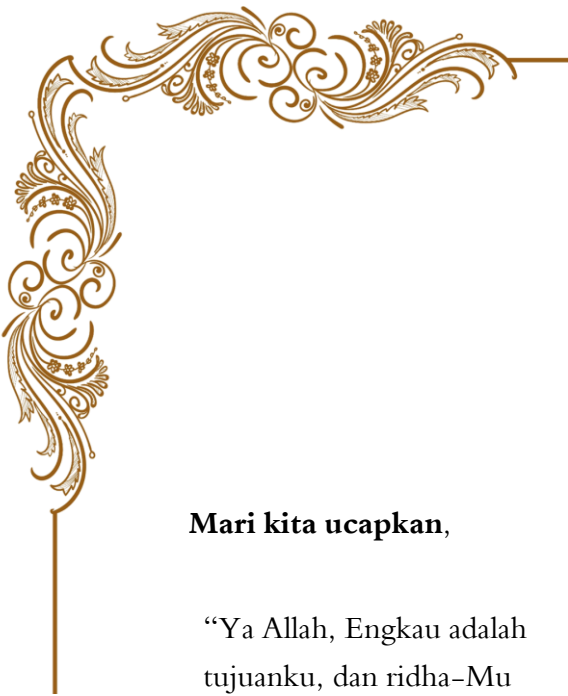 Mari kita ucapkan,
“Ya Allah, Engkau adalah
tujuanku, dan ridha-Mu